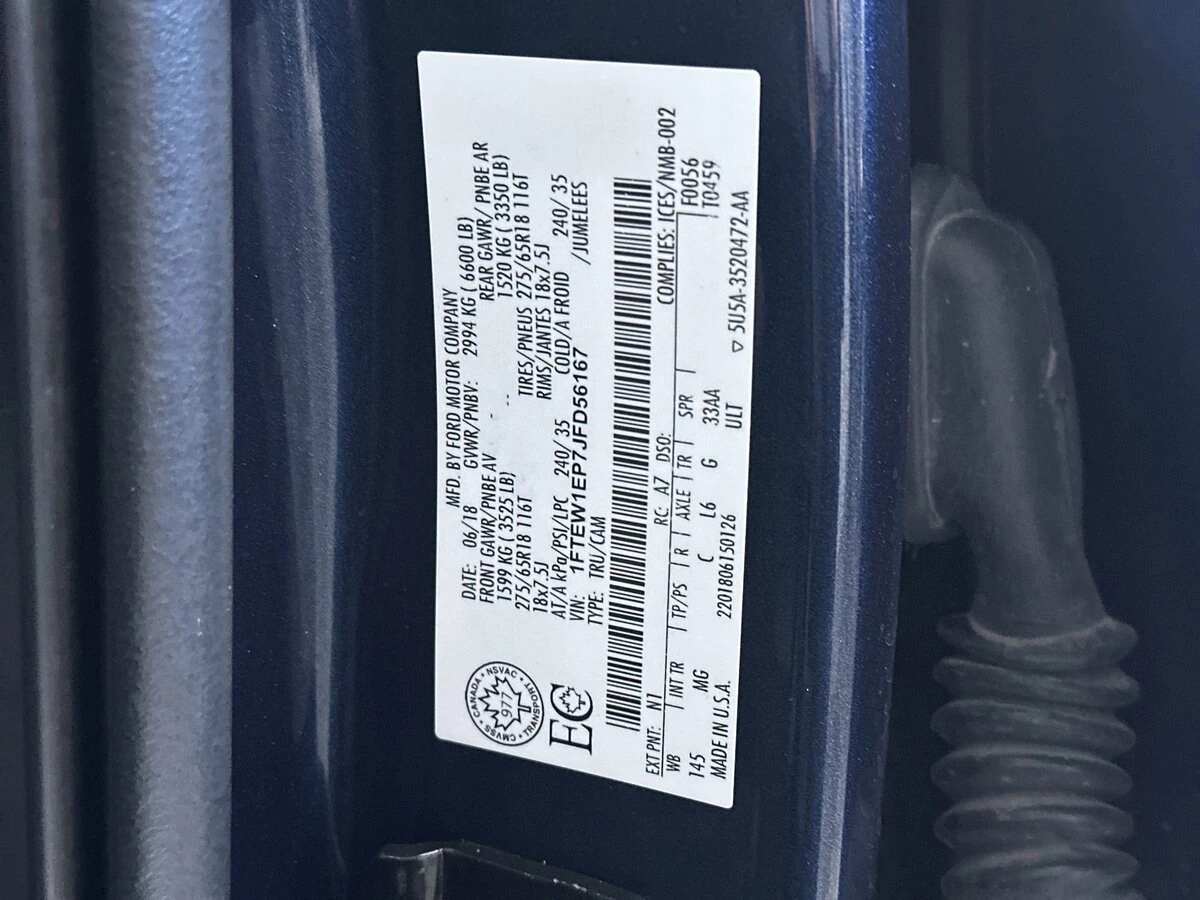 MFD. BY FORD MOTOR COMPANY
DATE: 06/18 GVWR/PNBV: 2994 KG ( 6600 LB)
FRONT GAWR/PNBE AV REAR GAWR/ PNBE AR
1599 KG ( 3525 LB) 1520 KG ( 3350 LB)
275/65R18 116T -- TIRES/PNEUS 275/65R18 116T
18x7.5J -- RIMS/JANTES 18x7.5J
AT/A kPa/PSI/LPC 240/ 35 COLD/A FROID 240/ 35
VIN: 1FTEW1EP7JFD56167 /JUMELEES
TYPE: TRU/CAM
CMVSS • CANADA • NSVAC • TRANSPORT •
977
EC
COMPLIES: ICES/NMB-002
EXT PNT: N1 RC: A7 DSO: F0056
WB INT TR TP/PS R AXLE TR SPR T0459
145 MG C L6 G 33AA
MADE IN U.S.A. 2201806150126 ULT ▽ 5U5A-3520472-AA